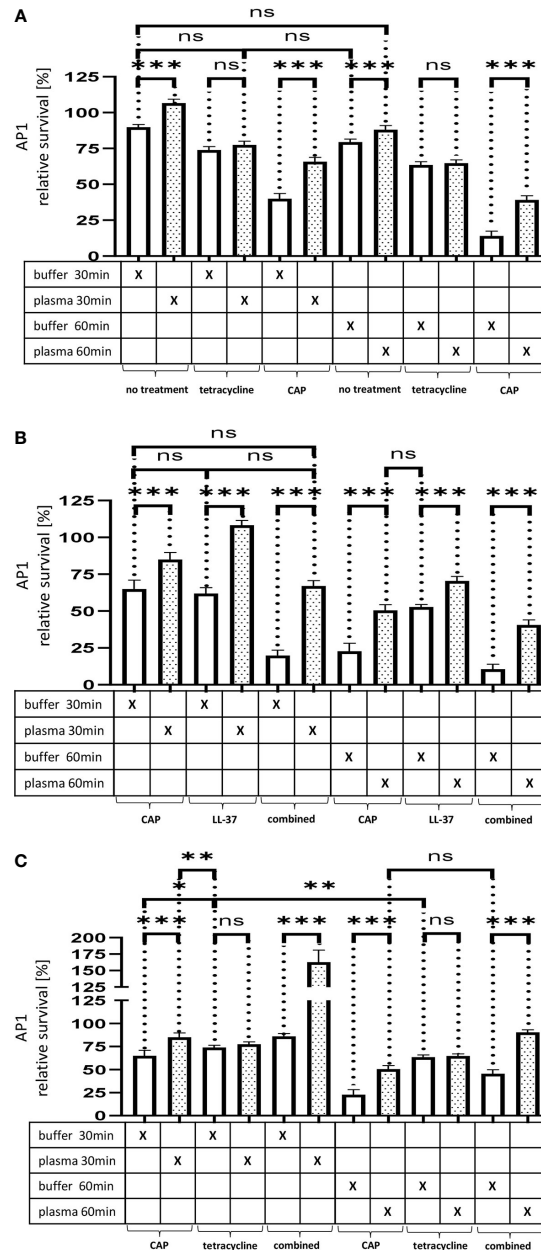 A
ns
ns ns
*** ns *** *** ns ***
125
100
75
50
25
0
AP1
relative survival [%]
buffer 30min X X X
plasma 30min X X X
buffer 60min X X X
plasma 60min X X X
no treatment tetracycline CAP no treatment tetracycline CAP
B
ns
ns ns ns
*** *** *** *** *** ***
125
100
75
50
25
0
AP1
relative survival [%]
buffer 30min X X X
plasma 30min X X X
buffer 60min X X X
plasma 60min X X X
CAP LL-37 combined CAP LL-37 combined
C
** ns
* **
*** ns *** *** ns ***
200
175
150
125
125
100
75
50
25
0
AP1
relative survival [%]
buffer 30min X X X
plasma 30min X X X
buffer 60min X X X
plasma 60min X X X
CAP tetracycline combined CAP tetracycline combined